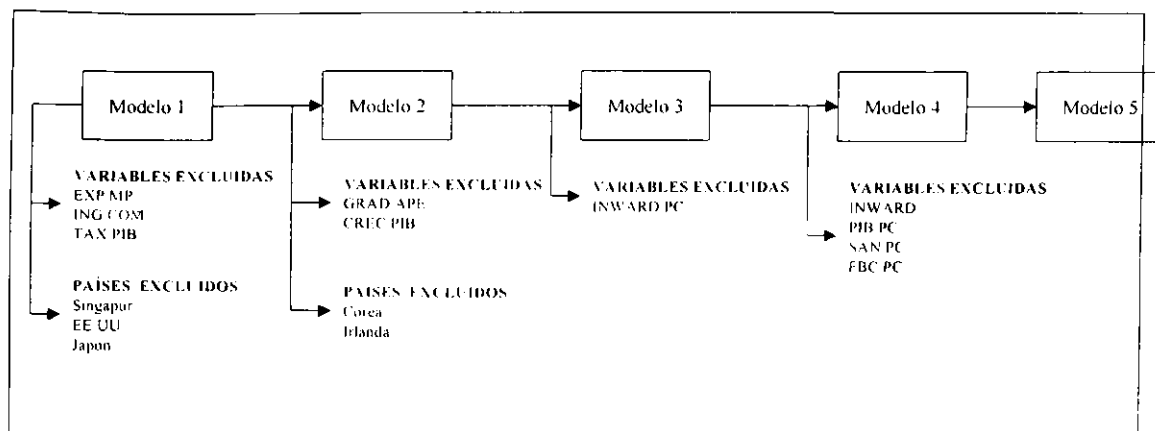 Modelo 1
Modelo 2
Modelo 3
Modelo 4
Modelo 5
VARIABLES EXCLUIDAS
EXP MP
ING COM
TAX PIB
PAÍSES EXCLUIDOS
Singapur
EE UU
Japon
VARIABLES EXCLUIDAS
GRAD APE
CREC PIB
PAISES EXCLUIDOS
Corea
Irlanda
VARIABLES EXCLUIDAS
INWARD PC
VARIABLES EXCLUIDAS
INWARD
PIB PC
SAN PC
FBC PC